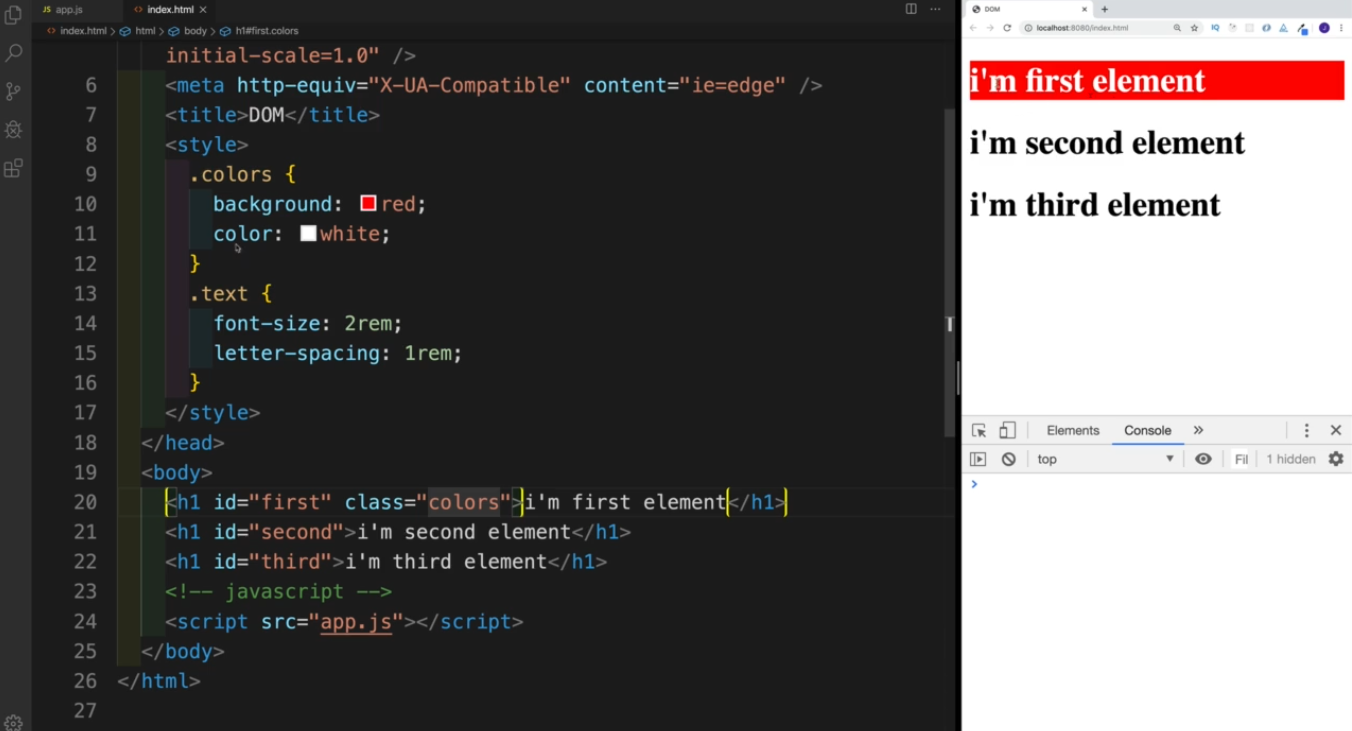 app.js
index.html
index.html > html > body > h1#first.colors
initial-scale=1.0" />
6 <meta http-equiv="X-UA-Compatible" content="ie=edge" />
7 <title>DOM</title>
8 <style>
9 .colors {
10 background: red;
11 color: white;
12 }
13 .text {
14 font-size: 2rem;
15 letter-spacing: 1rem;
16 }
17 </style>
18 </head>
19 <body>
20 <h1 id="first" class="colors">i'm first element</h1>
21 <h1 id="second">i'm second element</h1>
22 <h1 id="third">i'm third element</h1>
23 <!-- javascript -->
24 <script src="app.js"></script>
25 </body>
26 </html>
27
DOM
localhost:8080/index.html
i'm first element
i'm second element
i'm third element
Elements Console
top Fil 1 hidden